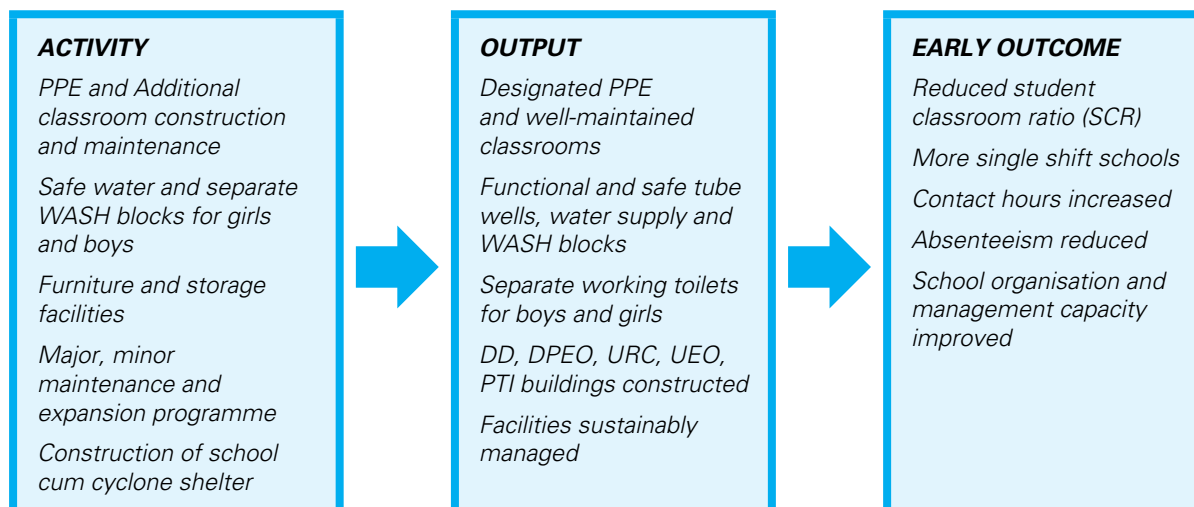 ACTIVITY
PPE and Additional
classroom construction
and maintenance
Safe water and separate
WASH blocks for girls
and boys
Furniture and storage
facilities
Major, minor
maintenance and
expansion programme
Construction of school
cum cyclone shelter
OUTPUT
Designated PPE
and well-maintained
classrooms
Functional and safe tube
wells, water supply and
WASH blocks
Separate working toilets
for boys and girls
DD, DPEO, URC, UEO,
PTI buildings constructed
Facilities sustainably
managed
EARLY OUTCOME
Reduced student
classroom ratio (SCR)
More single shift schools
Contact hours increased
Absenteeism reduced
School organisation and
management capacity
improved